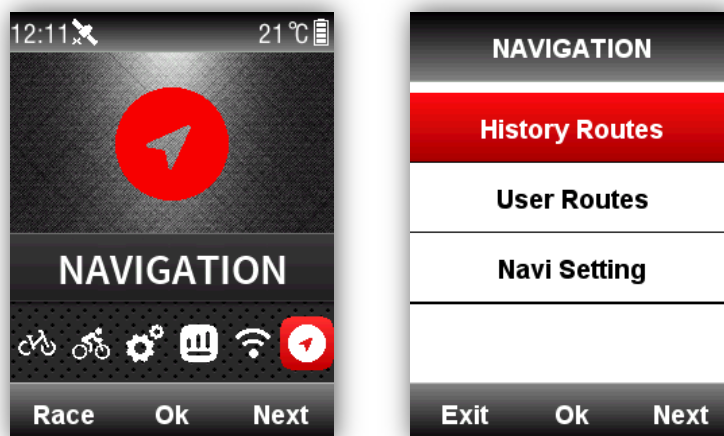 12:11 21℃
NAVIGATION
Race Ok Next
NAVIGATION
History Routes
User Routes
Navi Setting
Exit Ok Next